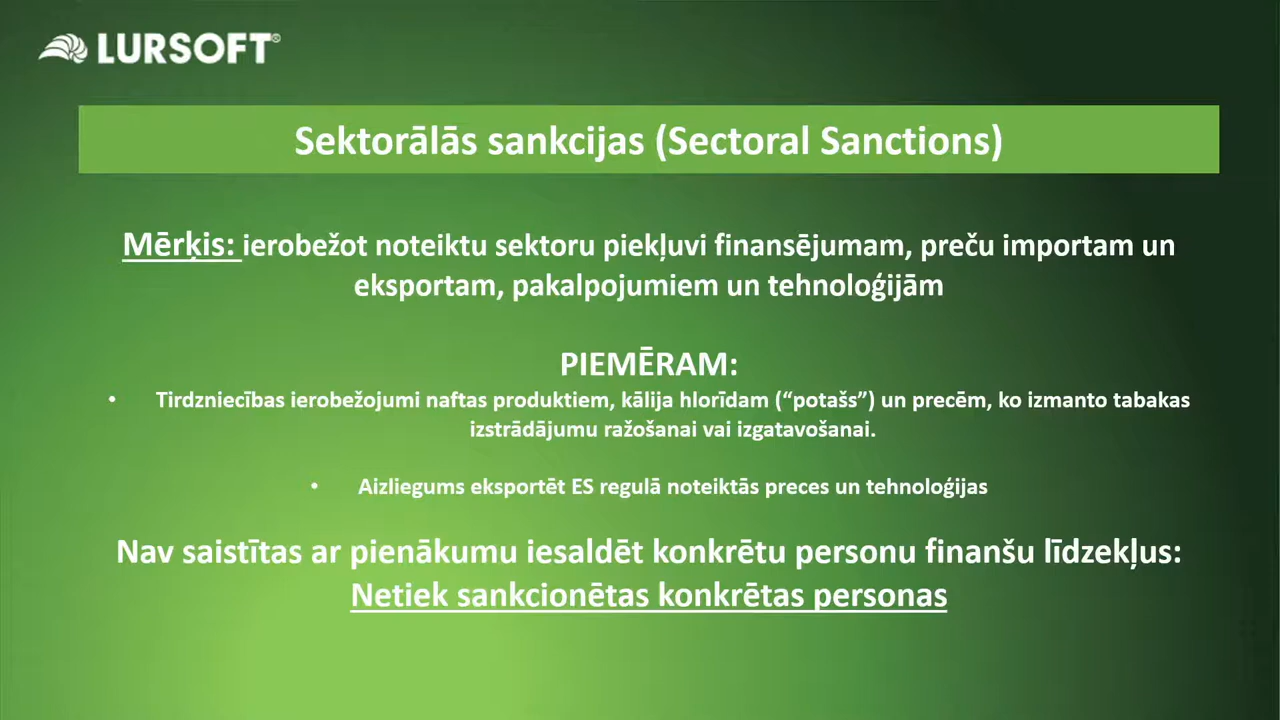 LURSOFT®
Sektorālās sankcijas (Sectoral Sanctions)
Mērķis: ierobežot noteiktu sektoru piekļuvi finansējumam, preču importam un
eksportam, pakalpojumiem un tehnoloģijām
PIEMĒRAM:
• Tirdzniecības ierobežojumi naftas produktiem, kālija hlorīdam (“potašs”) un precēm, ko izmanto tabakas
izstrādājumu ražošanai vai izgatavošanai.
• Aizliegums eksportēt ES regulā noteiktās preces un tehnoloģijas
Nav saistītas ar pienākumu iesaldēt konkrētu personu finanšu līdzekļus:
Netiek sankcionētas konkrētas personas